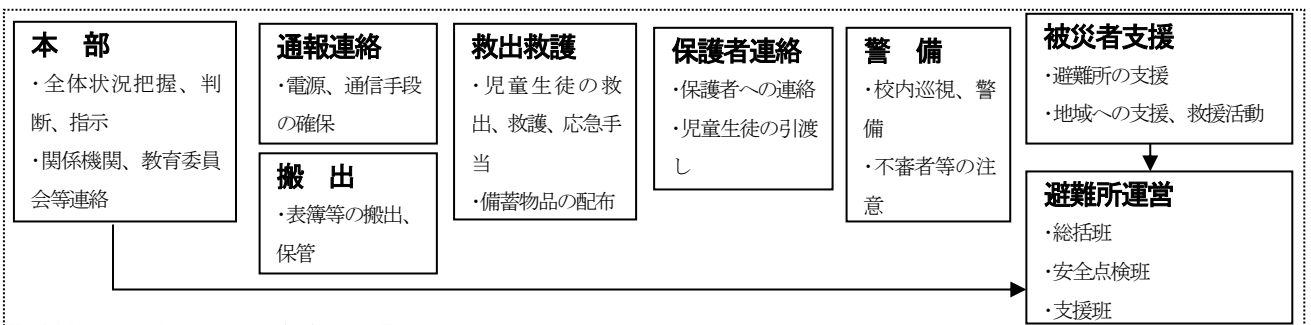 本　部
・全体状況把握、判
断、指示
・関係機関、教育委員
会等連絡
通報連絡
・電源、通信手段
の確保
搬　出
・表簿等の搬出、
保管
救出救護
・児童生徒の救
出、救護、応急手
当
・備蓄物品の配布
保護者連絡
・保護者への連絡
・児童生徒の引渡
し
警　備
・校内巡視、警
備
・不審者等の注
意
被災者支援
・避難所の支援
・地域への支援、救援活動
避難所運営
・総括班
・安全点検班
・支援班